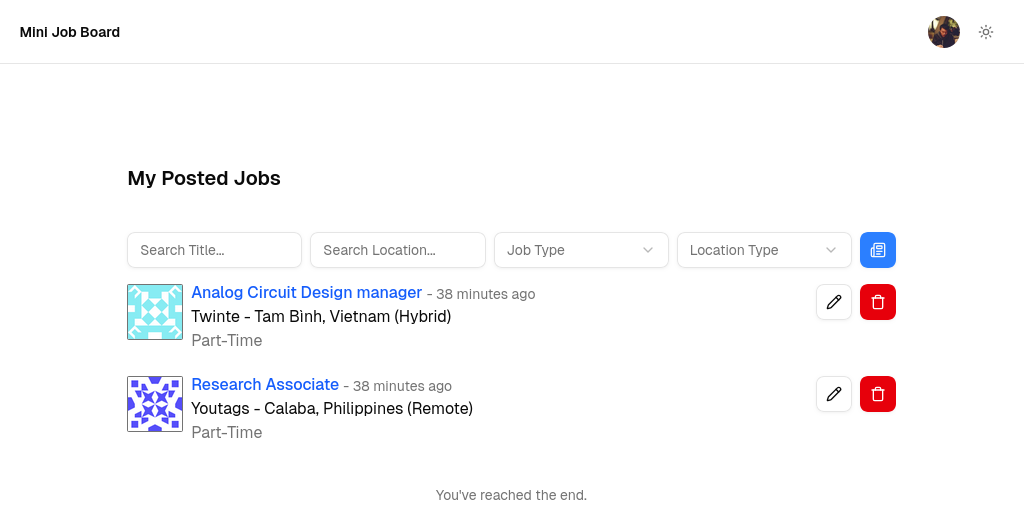 Mini Job Board
My Posted Jobs
Search Title...
Search Location...
Job Type
Location Type
Analog Circuit Design manager - 38 minutes ago
Twinte - Tam Bình, Vietnam (Hybrid)
Part-Time
Research Associate - 38 minutes ago
Youtags - Calaba, Philippines (Remote)
Part-Time
You've reached the end.